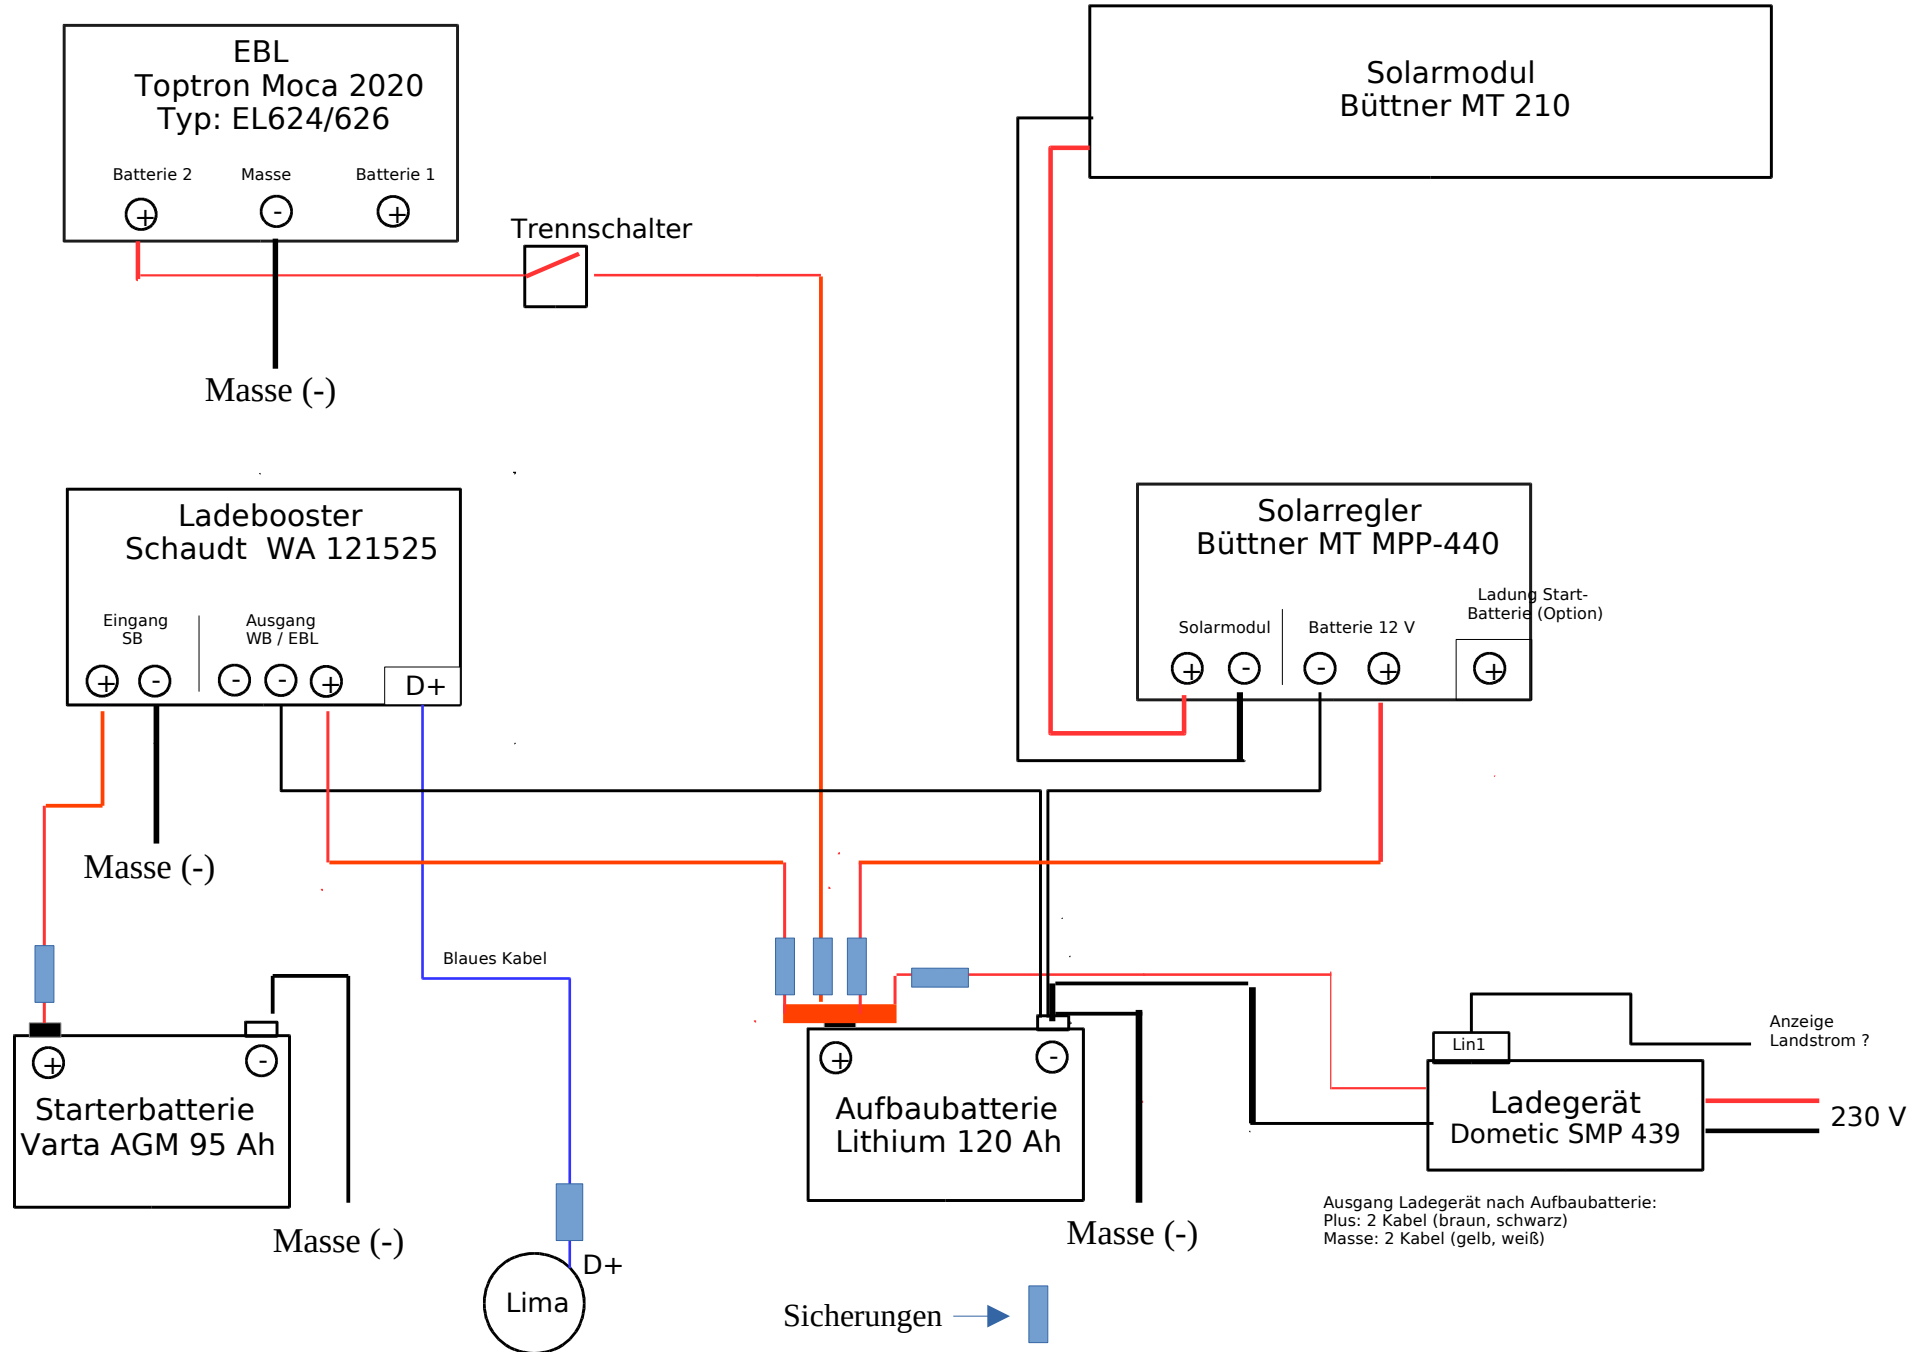 EBL
Toptron Moca 2020
Typ: EL624/626
Batterie 2
Masse
Batterie 1
+
-
+
Trennschalter
Masse (-)
Solarmodul
Büttner MT 210
Ladebooster
Schaudt  WA 121525
Eingang
SB
Ausgang
WB / EBL
+
-
-
-
+
D+
Masse (-)
Solarregler
Büttner MT MPP-440
Ladung Start-
Batterie (Option)
Solarmodul
Batterie 12 V
+
-
-
+
+
Blaues Kabel
+
-
Starterbatterie
Varta AGM 95 Ah
Masse (-)
D+
Lima
+
-
Aufbaubatterie
Lithium 120 Ah
Masse (-)
Sicherungen
Lin1
Anzeige
Landstrom ?
Ladegerät
Dometic SMP 439
230 V
Ausgang Ladegerät nach Aufbaubatterie:
Plus: 2 Kabel (braun, schwarz)
Masse: 2 Kabel (gelb, weiß)